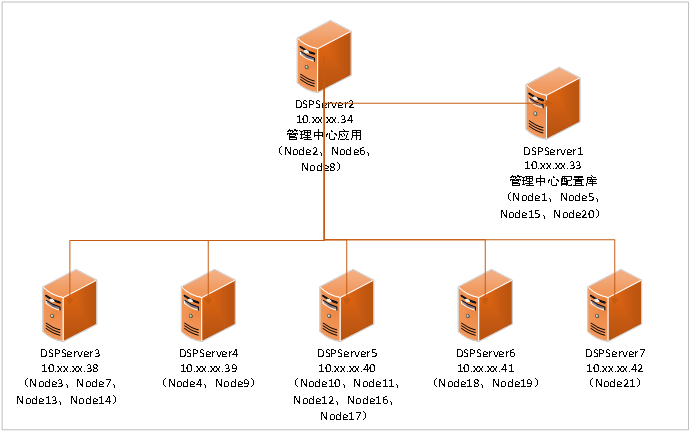 DSPServer2
10.xx.xx.34
管理中心应用
（Node2、Node6、
Node8）
DSPServer1
10.xx.xx.33
管理中心配置库
（Node1、Node5、
Node15、Node20）
DSPServer3
10.xx.xx.38
（Node3、Node7、
Node13、Node14）
DSPServer4
10.xx.xx.39
（Node4、Node9）
DSPServer5
10.xx.xx.40
（Node10、Node11、
Node12、Node16、
Node17）
DSPServer6
10.xx.xx.41
（Node18、Node19）
DSPServer7
10.xx.xx.42
（Node21）